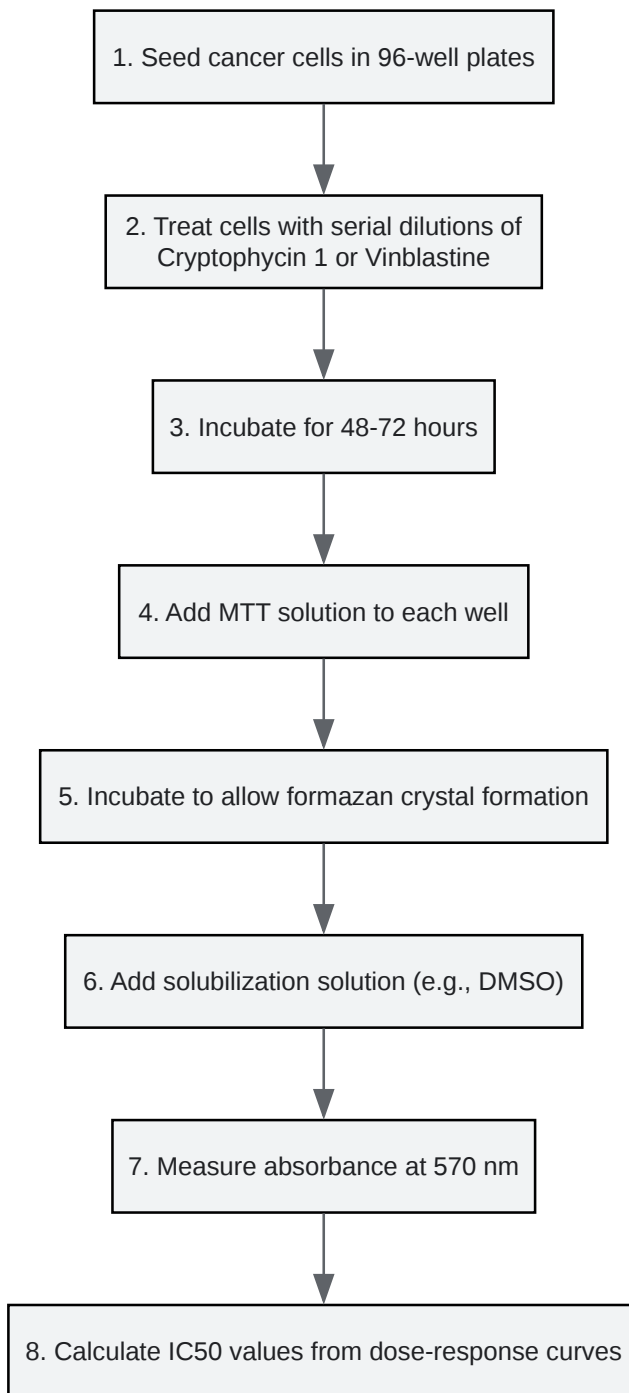 1. Seed cancer cells in 96-well plates
2. Treat cells with serial dilutions of
Cryptophycin 1 or Vinblastine
3. Incubate for 48-72 hours
4. Add MTT solution to each well
5. Incubate to allow formazan crystal formation
6. Add solubilization solution (e.g., DMSO)
7. Measure absorbance at 570 nm
8. Calculate IC50 values from dose-response curves